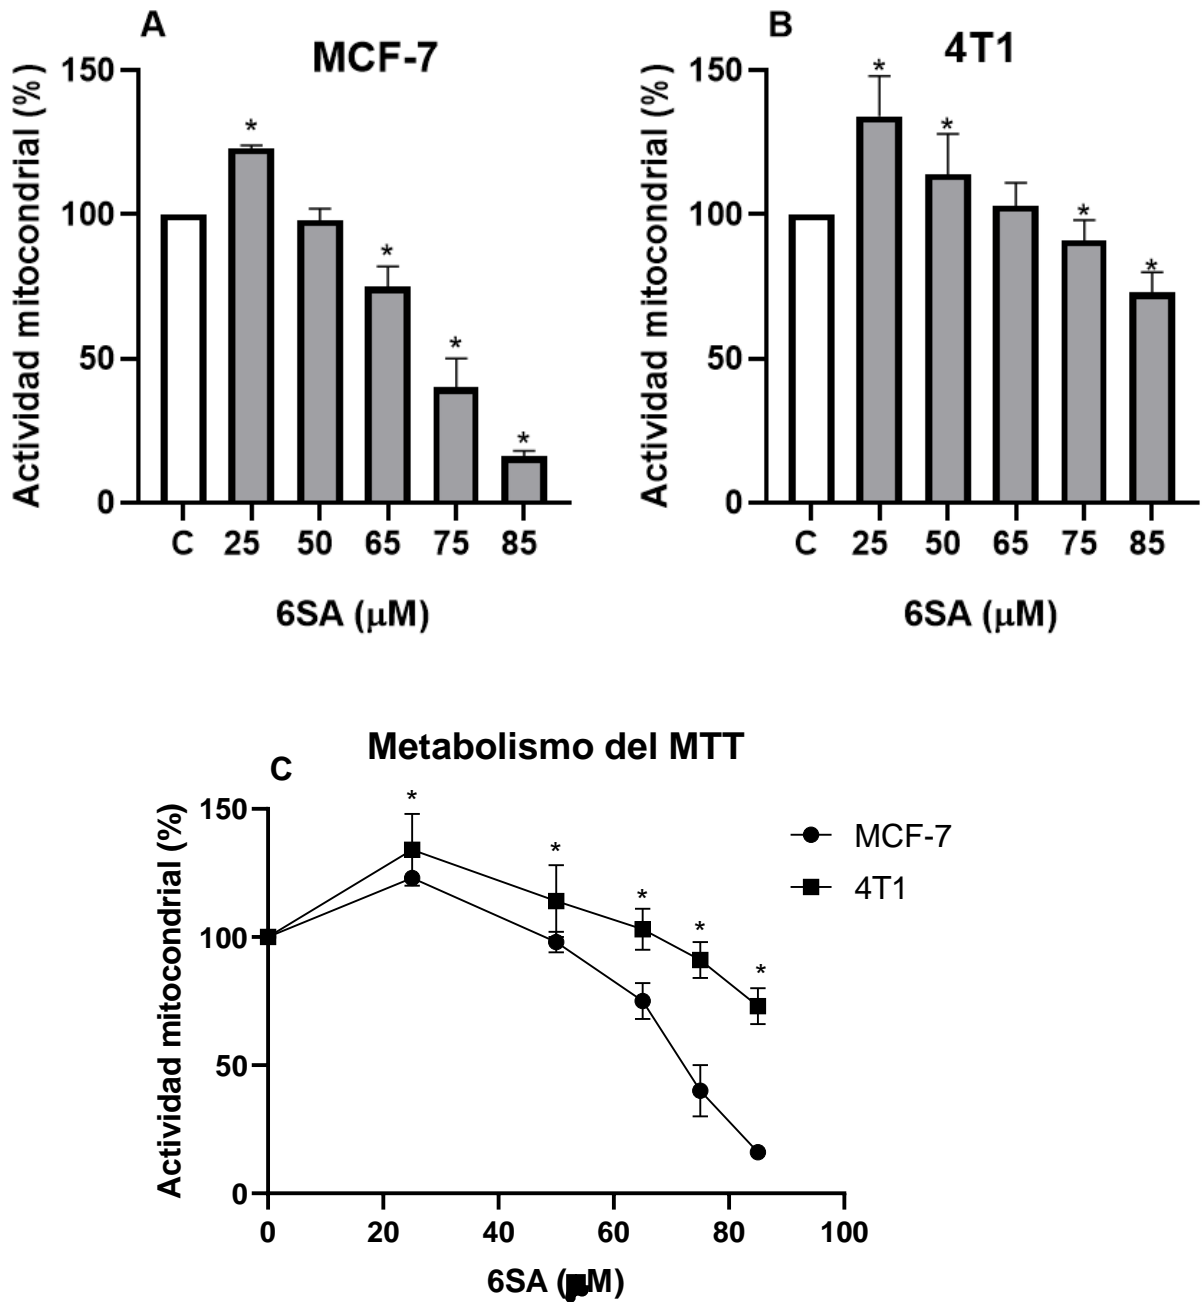 A
MCF-7
Actividad mitocondrial (%)
150
100
50
0
*
*
*
*
C 25 50 65 75 85
6SA (μM)
B
4T1
Actividad mitocondrial (%)
150
100
50
0
*
*
*
*
C 25 50 65 75 85
6SA (μM)
C
Metabolismo del MTT
Actividad mitocondrial (%)
150
100
50
0
*
*
*
*
*
MCF-7
4T1
0 20 40 60 80 100
6SA (μM)